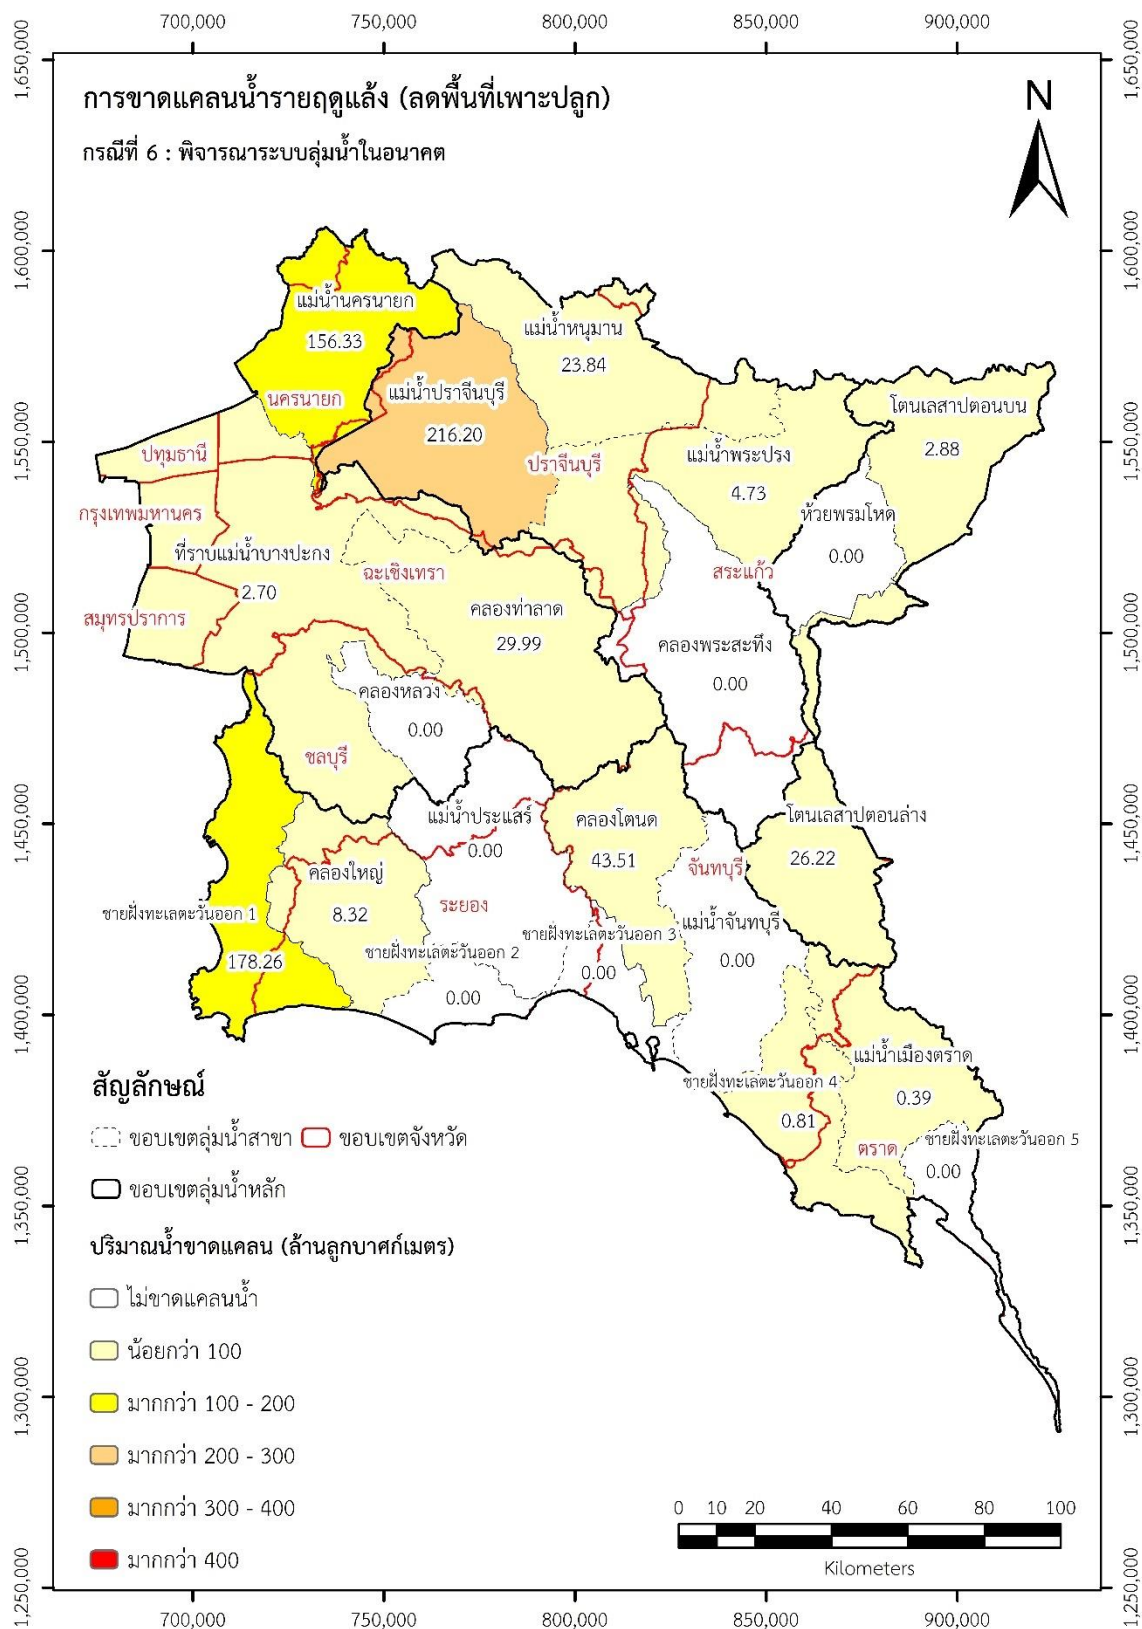 700,000 750,000 800,000 850,000 900,000
1,650,000 1,650,000
การขาดแคลนน้ำรายฤดูแล้ง (ลดพื้นที่เพาะปลูก)
กรณีที่ 6 : พิจารณาระบบลุ่มน้ำในอนาคต
N
1,600,000 1,600,000
แม่น้ำนครนายก
156.33
แม่น้ำหนุมาน
23.84
นครนายก
แม่น้ำปราจีนบุรี
216.20
โตนเลสาปตอนบน
2.88
1,550,000 1,550,000
ปทุมธานี
ปราจีนบุรี
แม่น้ำพระปรง
4.73
กรุงเทพมหานคร
ห้วยพรมโหด
0.00
ที่ราบแม่น้ำบางปะกง
2.70
ฉะเชิงเทรา
สระแก้ว
สมุทรปราการ
คลองท่าลาด
29.99
1,500,000 1,500,000
คลองพระสะทึง
0.00
คลองหลวง
0.00
ชลบุรี
1,450,000 1,450,000
แม่น้ำประแสร์
0.00
คลองโตนด
43.51
โตนเลสาปตอนล่าง
26.22
คลองใหญ่
8.32
จันทบุรี
ระยอง
ชายฝั่งทะเลตะวันออก 1
178.26
แม่น้ำจันทบุรี
0.00
ชายฝั่งทะเลตะวันออก 3
0.00
ชายฝั่งทะเลตะวันออก 2
0.00
1,400,000 1,400,000
แม่น้ำเมืองตราด
0.39
ชายฝั่งทะเลตะวันออก 4
0.81
ตราด
ชายฝั่งทะเลตะวันออก 5
0.00
สัญลักษณ์
ขอบเขตลุ่มน้ำสาขา ขอบเขตจังหวัด
ขอบเขตลุ่มน้ำหลัก
1,350,000 1,350,000
ปริมาณน้ำขาดแคลน (ล้านลูกบาศก์เมตร)
ไม่ขาดแคลนน้ำ
น้อยกว่า 100
มากกว่า 100 - 200
1,300,000 1,300,000
มากกว่า 200 - 300
มากกว่า 300 - 400
มากกว่า 400
0 10 20 40 60 80 100
Kilometers
1,250,000 1,250,000
700,000 750,000 800,000 850,000 900,000